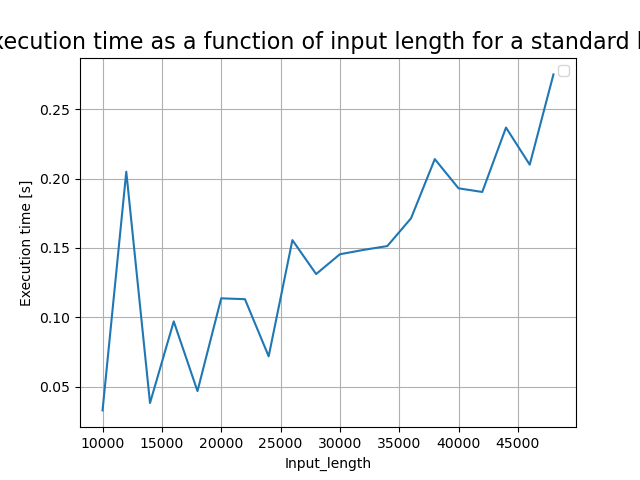 xecution time as a function of input length for a standard
0.25
0.20
0.15
0.10
0.05
Execution time [s]
10000 15000 20000 25000 30000 35000 40000 45000
Input_length